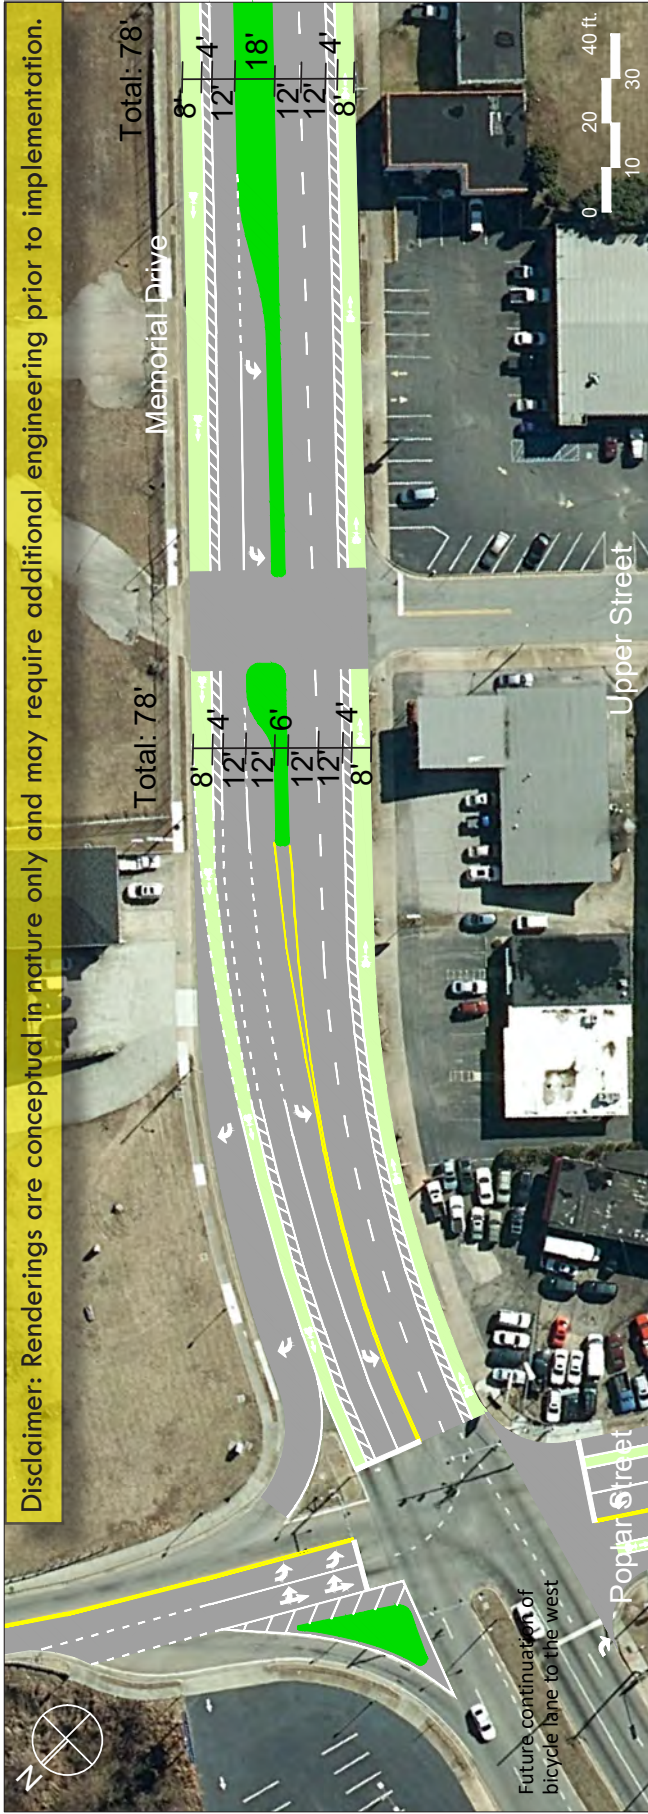 Disclaimer: Renderings are conceptual in nature only and may require additional engineering prior to implementation.
N
Total: 78'
8'
4'
12'
12'
6'
12'
12'
4'
8'
Memorial Drive
Total: 78'
8'
4'
12'
18'
12'
12'
4'
8'
Future continuation of
bicycle lane to the west
Poplar Street
Upper Street
0
10
20
30
40 ft.